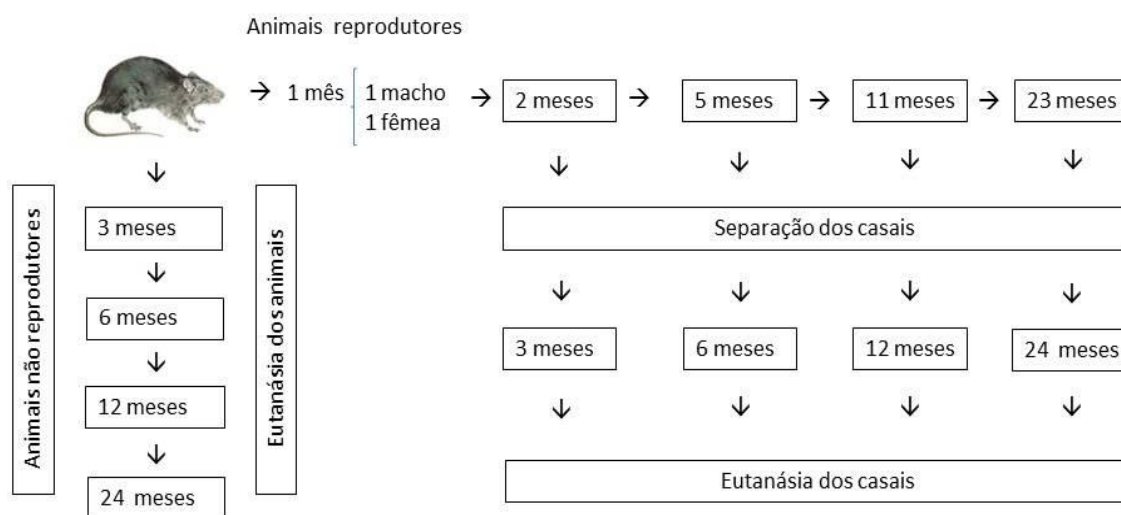 Animais reprodutores
1 mês
1 macho
1 fêmea
2 meses
5 meses
11 meses
23 meses
Separação dos casais
3 meses
6 meses
12 meses
24 meses
Eutanásia dos casais
Animais não reprodutores
3 meses
6 meses
12 meses
24 meses
Eutanásia dos animais